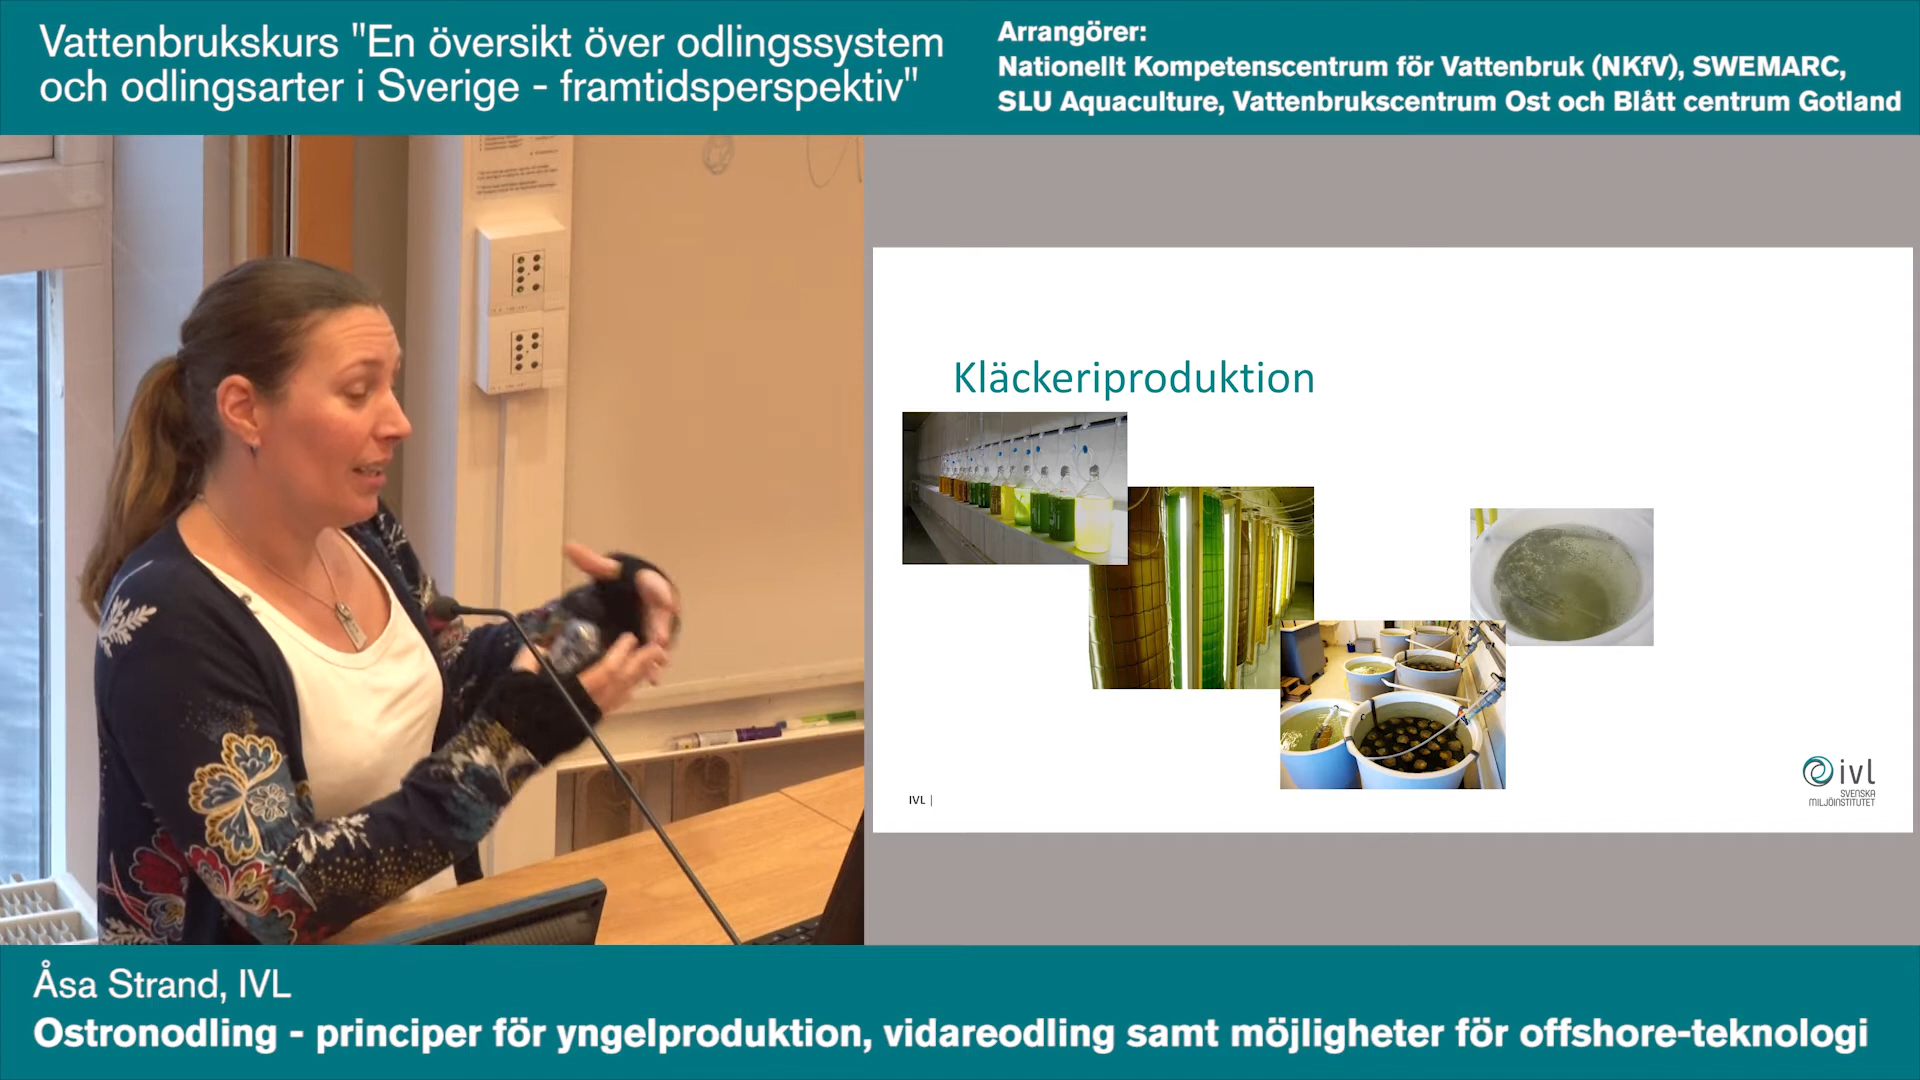 Vattenbrukskurs "En översikt över odlingssystem
och odlingsarter i Sverige - framtidsperspektiv"
Arrangörer:
Nationellt Kompetenscentrum för Vattenbruk (NKfV), SWEMARC,
SLU Aquaculture, Vattenbrukscentrum Ost och Blått centrum Gotland
Kläckeriproduktion
IVL |
ivl
SVENSKA
MILJÖINSTITUTET
Åsa Strand, IVL
Ostronodling - principer för yngelproduktion, vidareodling samt möjligheter för offshore-teknologi